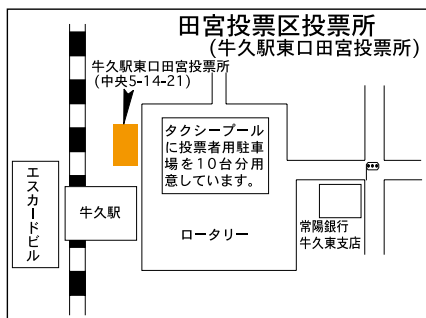 田宮投票区投票所
(牛久駅東口田宮投票所)
牛久駅東口田宮投票所
(中央5-14-21)
タクシープール
に投票者用駐車
場を10台分用
意しています。
エスカードビル
牛久駅
ロータリー
常陽銀行
牛久東支店